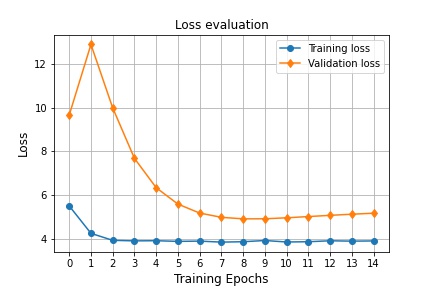 Loss evaluation
Training loss
Validation loss
12
10
8
6
4
Loss
0 1 2 3 4 5 6 7 8 9 10 11 12 13 14
Training Epochs